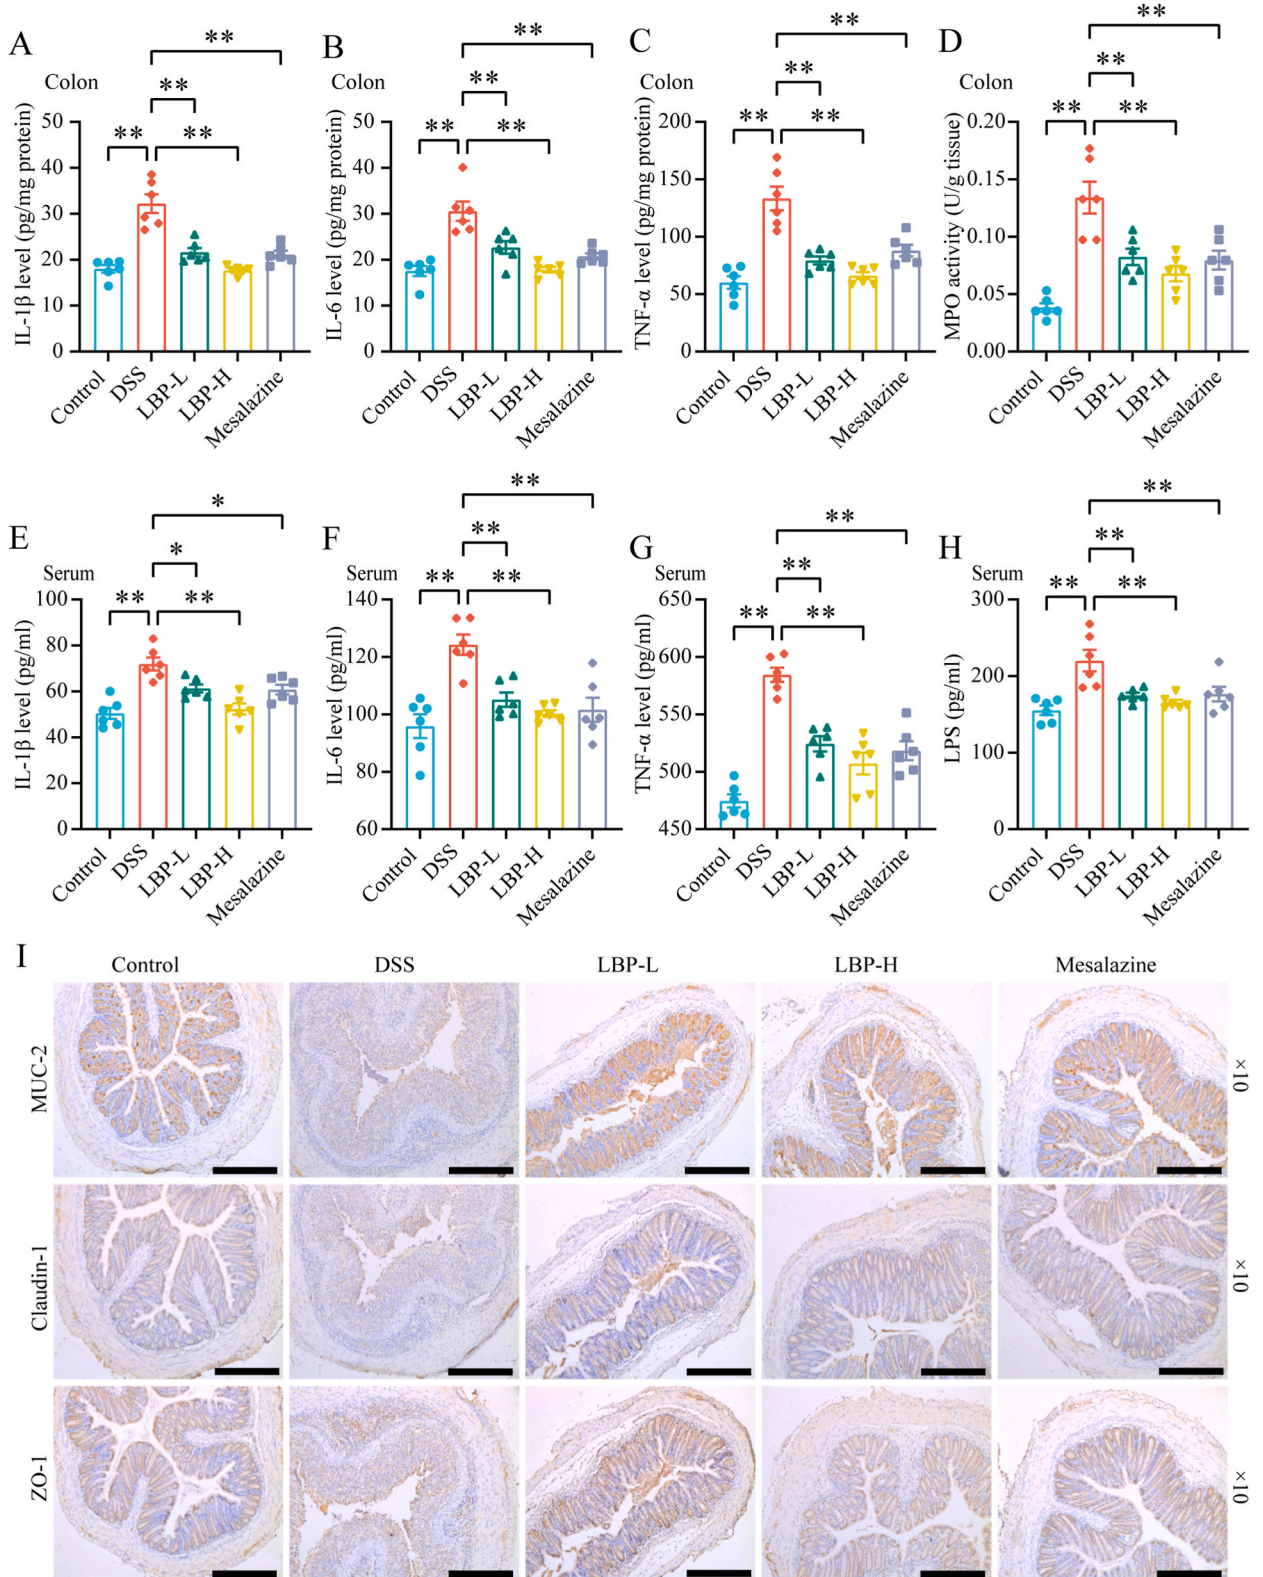 A
Colon
IL-1β level (pg/mg protein)
50
40
30
20
10
0
**
**
**
**
Control
DSS
LBP-L
LBP-H
Mesalazine
B
Colon
IL-6 level (pg/mg protein)
50
40
30
20
10
0
**
**
**
**
Control
DSS
LBP-L
LBP-H
Mesalazine
C
Colon
TNF-α level (pg/mg protein)
200
150
100
50
0
**
**
**
**
Control
DSS
LBP-L
LBP-H
Mesalazine
D
Colon
MPO activity (U/g tissue)
0.20
0.15
0.10
0.05
0.00
**
**
**
**
Control
DSS
LBP-L
LBP-H
Mesalazine
E
Serum
IL-1β level (pg/ml)
100
80
60
40
20
0
*
*
**
**
Control
DSS
LBP-L
LBP-H
Mesalazine
F
Serum
IL-6 level (pg/ml)
140
120
100
80
60
**
**
**
**
Control
DSS
LBP-L
LBP-H
Mesalazine
G
Serum
TNF-α level (pg/ml)
650
600
550
500
450
**
**
**
**
Control
DSS
LBP-L
LBP-H
Mesalazine
H
Serum
LPS (pg/ml)
300
200
100
0
**
**
**
**
Control
DSS
LBP-L
LBP-H
Mesalazine
I
Control
DSS
LBP-L
LBP-H
Mesalazine
MUC-2
×10
Claudin-1
×10
ZO-1
×10